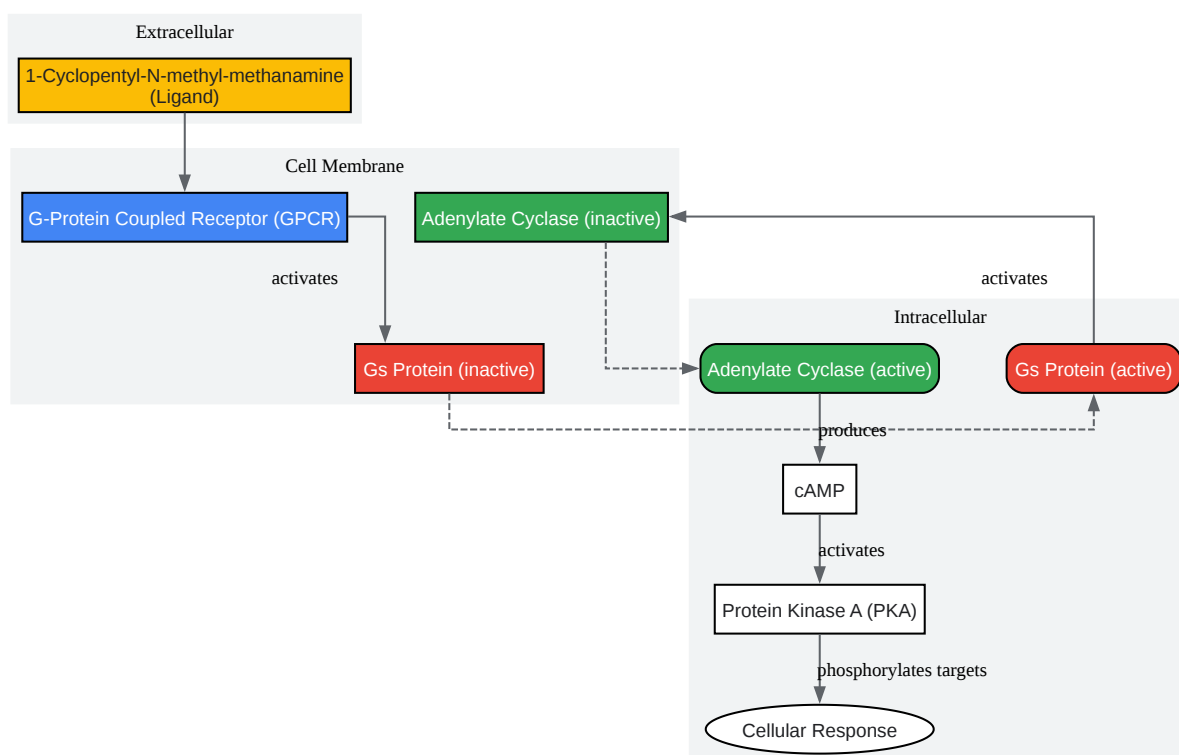 Extracellular
1-Cyclopentyl-N-methyl-methanamine
(Ligand)
Cell Membrane
G-Protein Coupled Receptor (GPCR)
Adenylate Cyclase (inactive)
activates
activates
Intracellular
Gs Protein (inactive)
Adenylate Cyclase (active)
Gs Protein (active)
produces
cAMP
activates
Protein Kinase A (PKA)
phosphorylates targets
Cellular Response